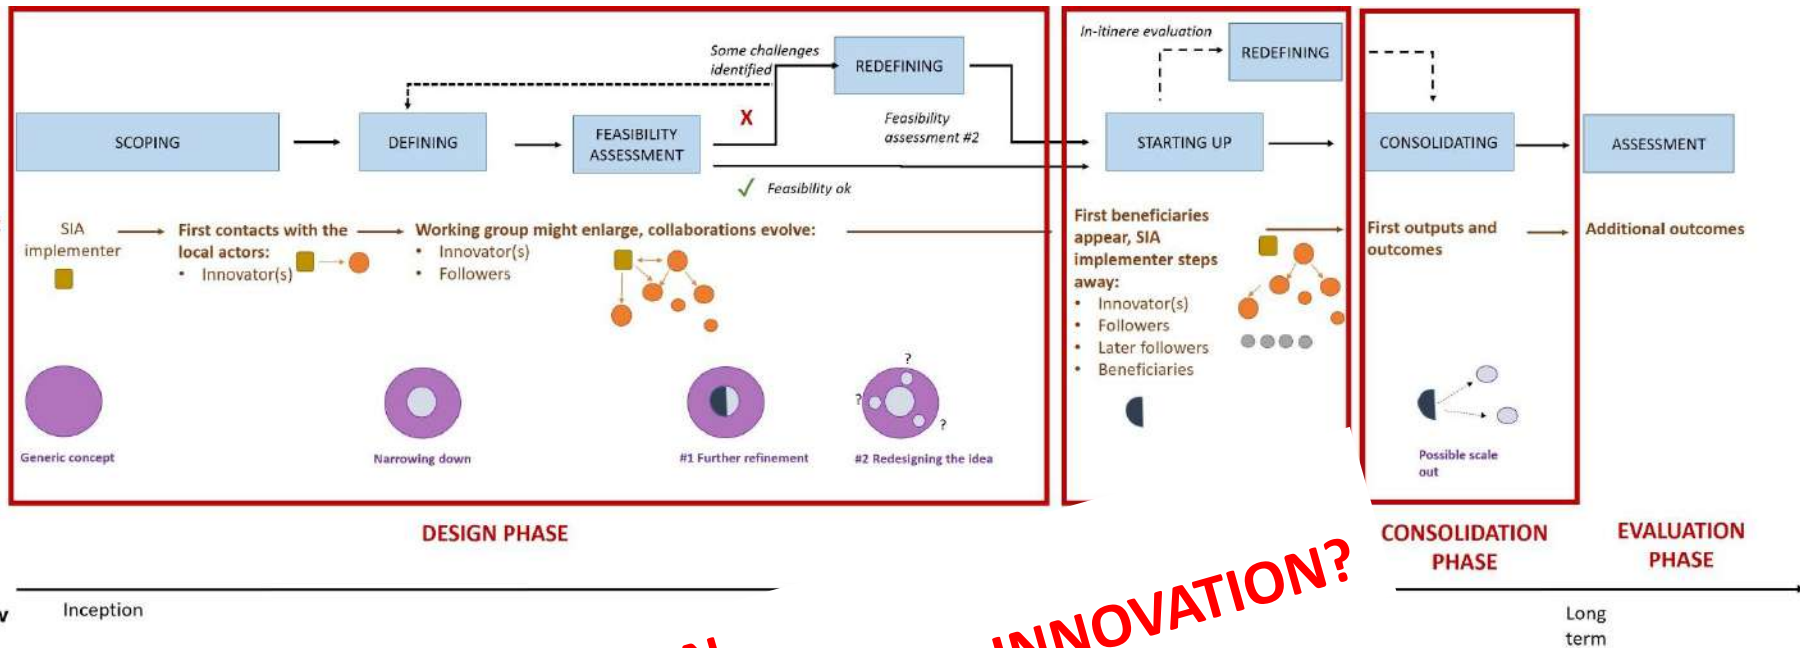 Some challenges
identified
REDEFINING
In-itinere evaluation
REDEFINING
SCOPING
DEFINING
FEASIBILITY
ASSESSMENT
X
Feasibility
assessment #2
STARTING UP
CONSOLIDATING
ASSESSMENT
✓ Feasibility ok
SIA
implementer
First contacts with the
local actors:
• Innovator(s)
Working group might enlarge, collaborations evolve:
• Innovator(s)
• Followers
First beneficiaries
appear, SIA
implementer steps
away:
• Innovator(s)
• Followers
• Later followers
• Beneficiaries
First outputs and
outcomes
Additional outcomes
?
?
?
Generic concept
Narrowing down
#1 Further refinement
#2 Redesigning the idea
Possible scale
out
DESIGN PHASE
CONSOLIDATION
PHASE
EVALUATION
PHASE
INNOVATION?
Inception
Long
term